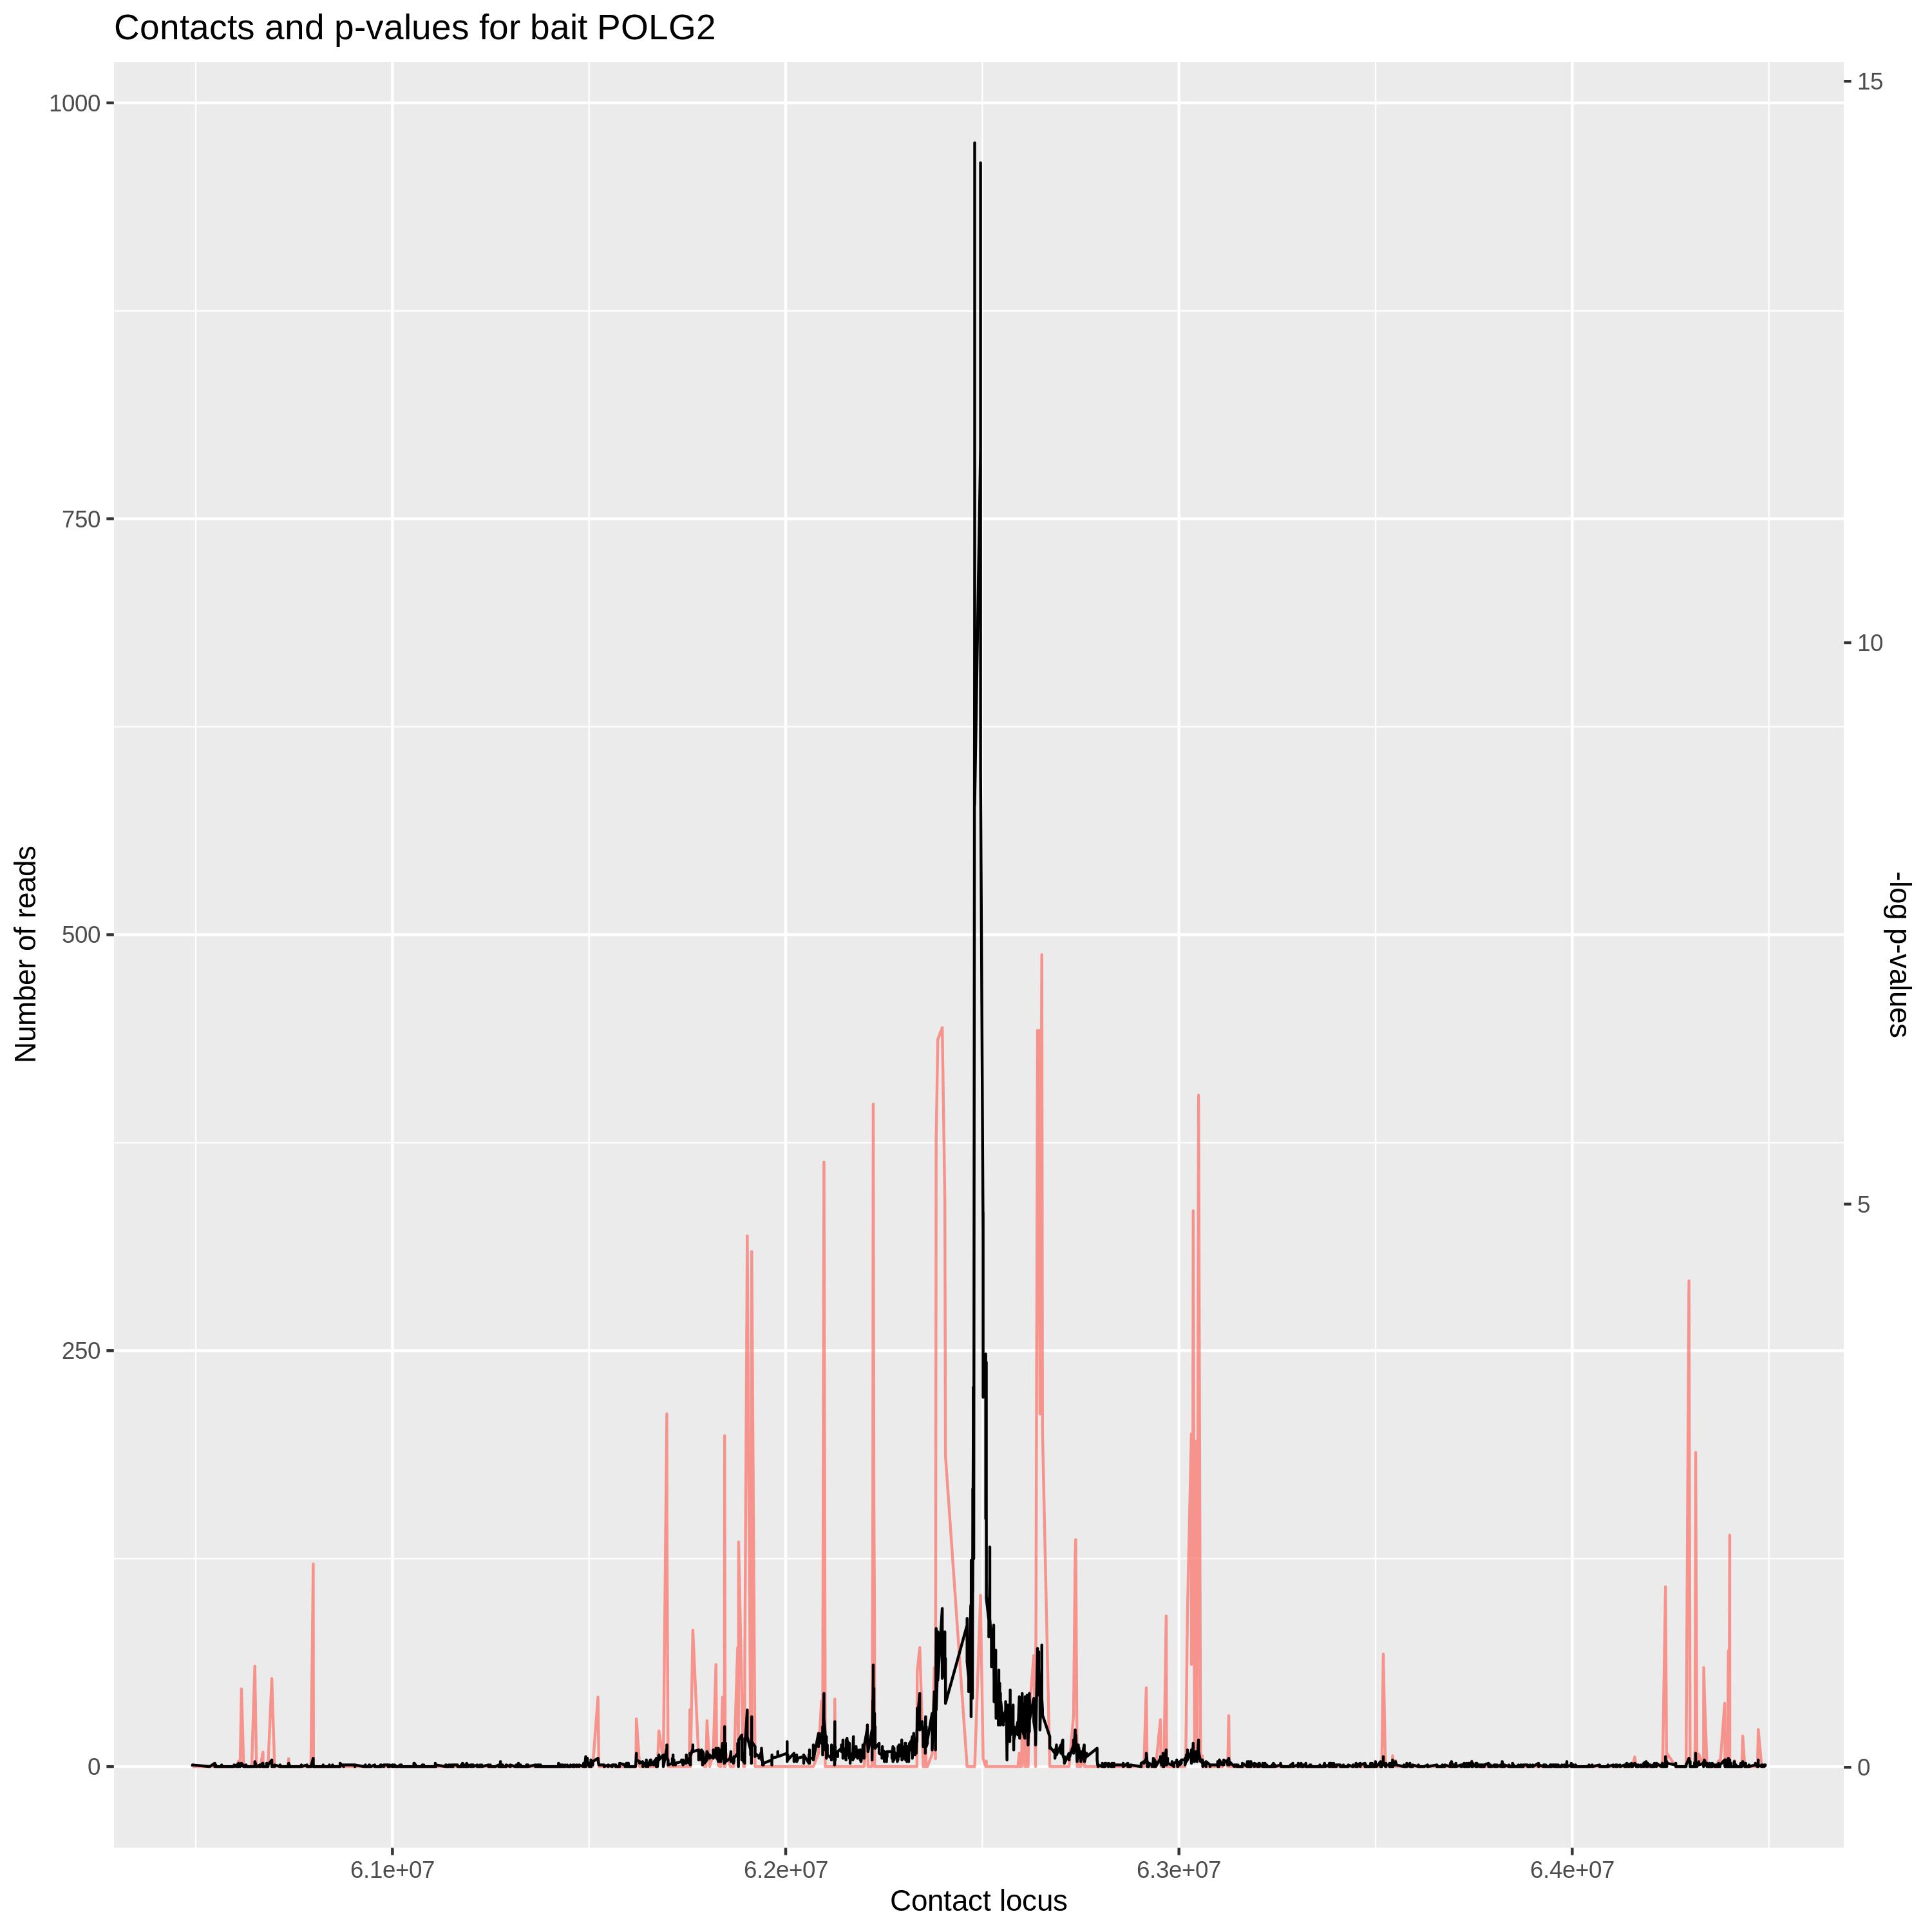 Contacts and p-values for bait POLG2
1000
750
500
250
0
Number of reads
15
10
5
0
-log p-values
6.1e+07
6.2e+07
6.3e+07
6.4e+07
Contact locus